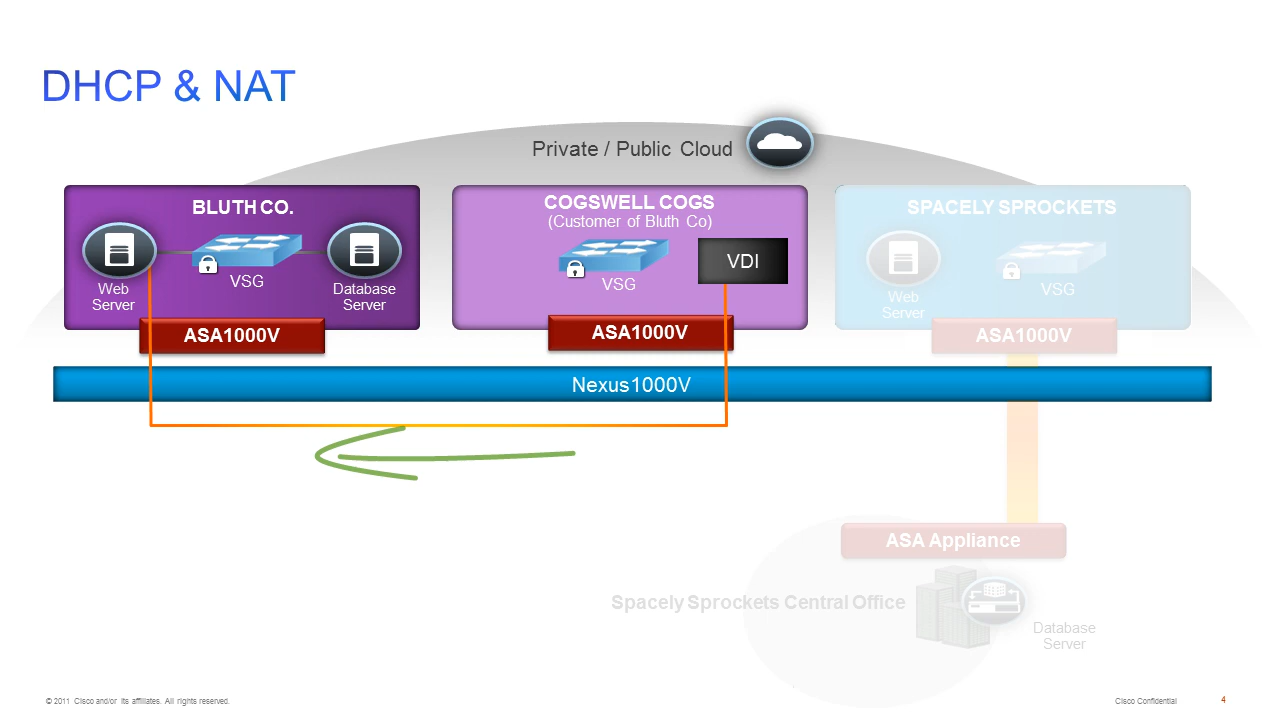 DHCP & NAT
Private / Public Cloud
BLUTH CO.
Web
Server
VSG
Database
Server
ASA1000V
COGSWELL COGS
(Customer of Bluth Co)
VSG
VDI
ASA1000V
SPACELY SPROCKETS
Web
Server
VSG
ASA1000V
Nexus1000V
ASA Appliance
Spacely Sprockets Central Office
Database
Server
© 2011 Cisco and/or its affiliates. All rights reserved.
Cisco Confidential
4